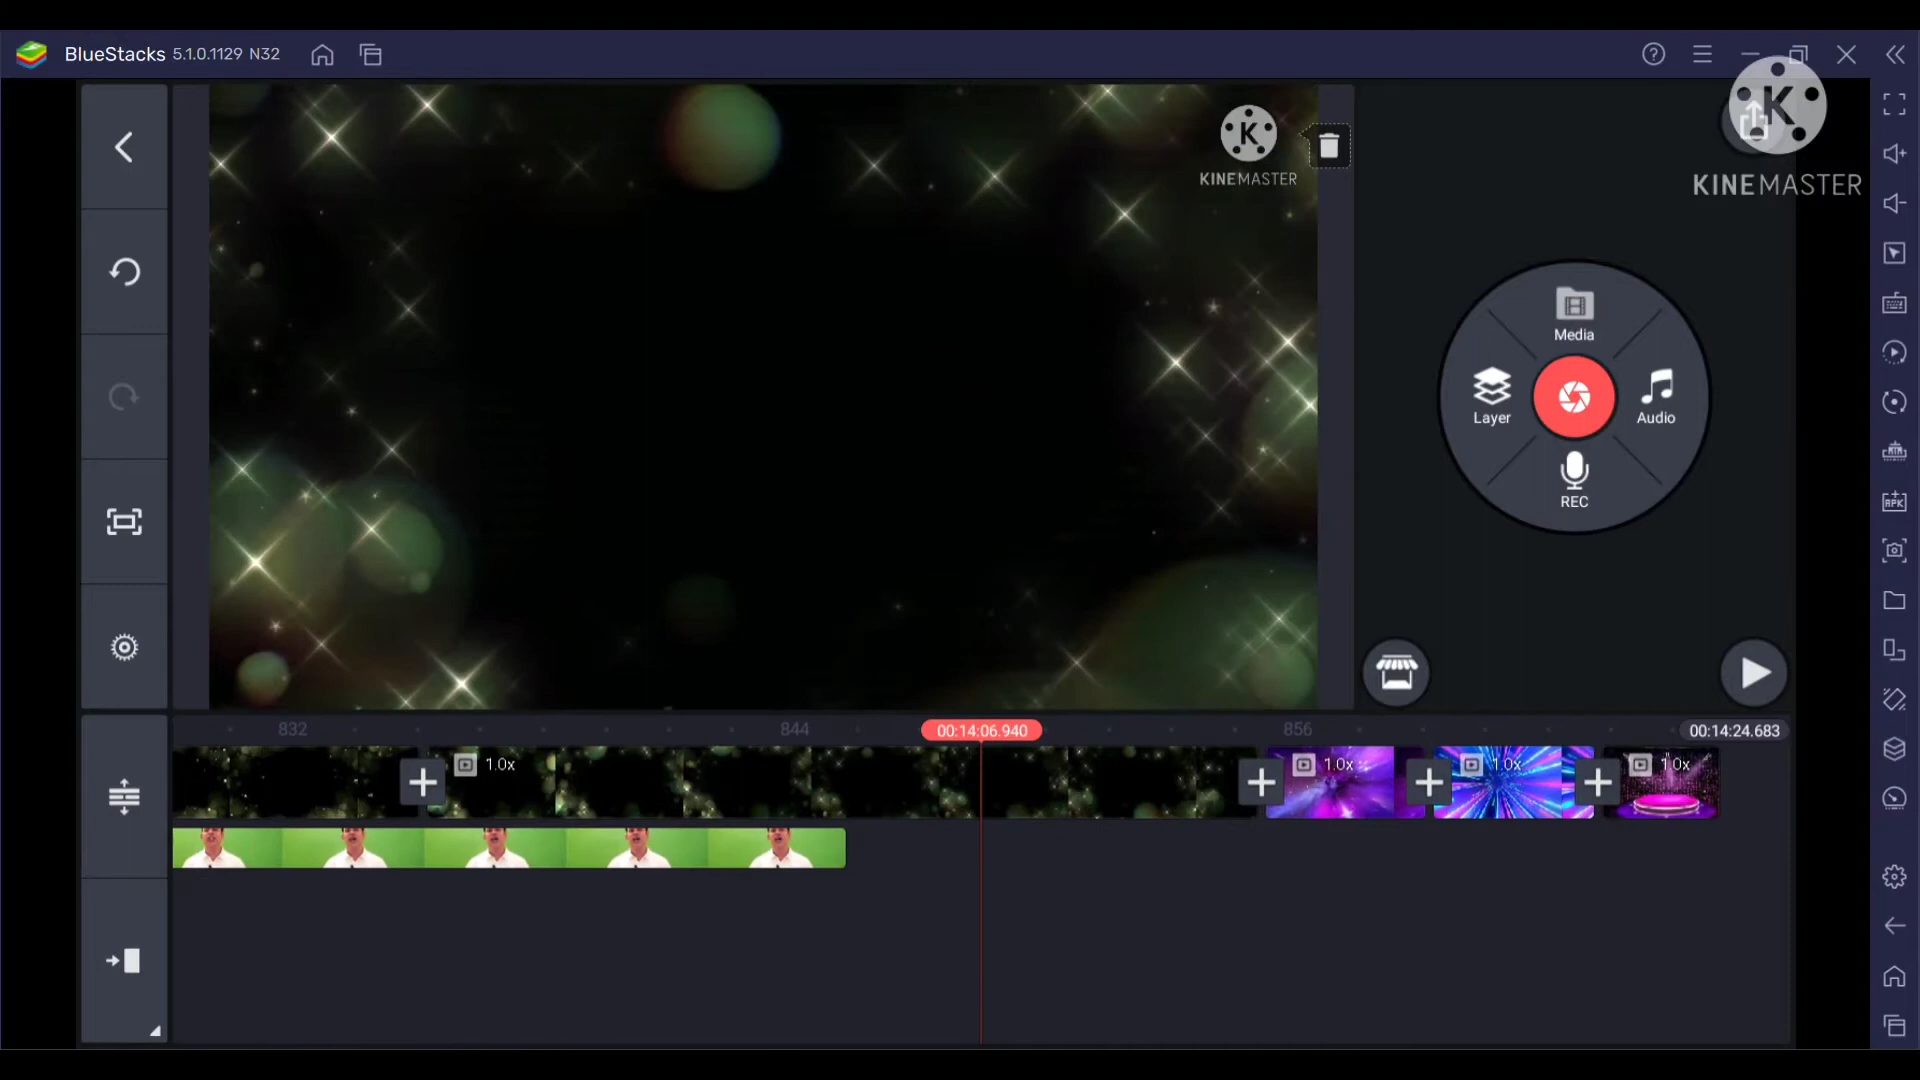 BlueStacks 5.1.0.1129 N32
K
KINEMASTER
K
KINEMASTER
Media
Layer
Audio
REC
832
844
00:14:06.940
856
00:14:24.683
1.0x
1.0x
1.0x
1.0x